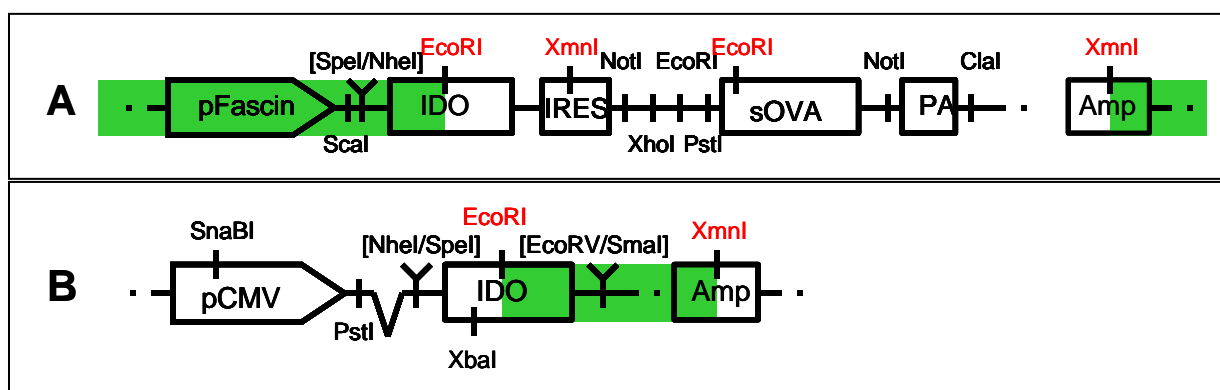 EcoRI XmnI EcoRI XmnI
[SpeI/NheI] NotI EcoRI NotI ClaI
A pFascin IDO IRES sOVA PA Amp
ScaI XhoI PstI
EcoRI
SnaBI [NheI/SpeI] [EcoRV/SmaI] XmnI
B pCMV IDO Amp
PstI XbaI